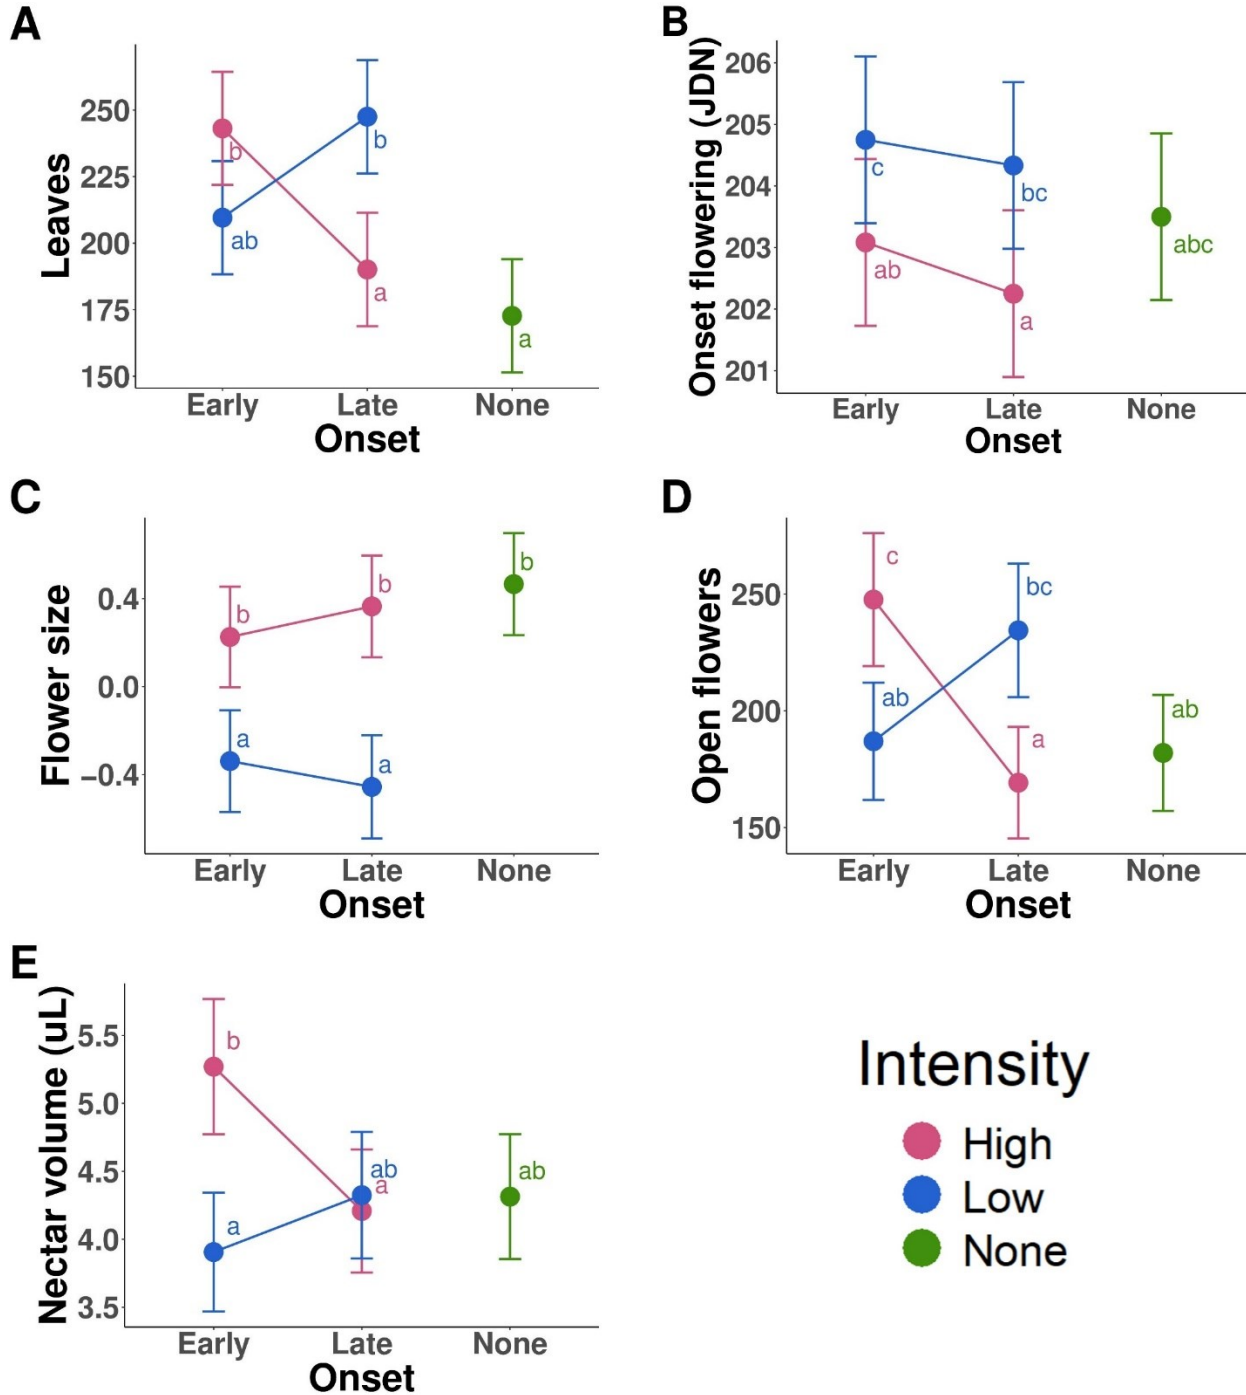 A
Leaves
250
225
200
175
150
b
ab
b
a
a
Early Late None
Onset
B
Onset flowering (JDN)
206
205
204
203
202
201
c
ab
bc
a
abc
Early Late None
Onset
C
Flower size
0.4
0.0
−0.4
b
a
b
a
b
Early Late None
Onset
D
Open flowers
250
200
150
c
ab
bc
a
ab
Early Late None
Onset
E
Nectar volume (uL)
5.5
5.0
4.5
4.0
3.5
b
a
ab
a
ab
Early Late None
Onset
Intensity
High
Low
None